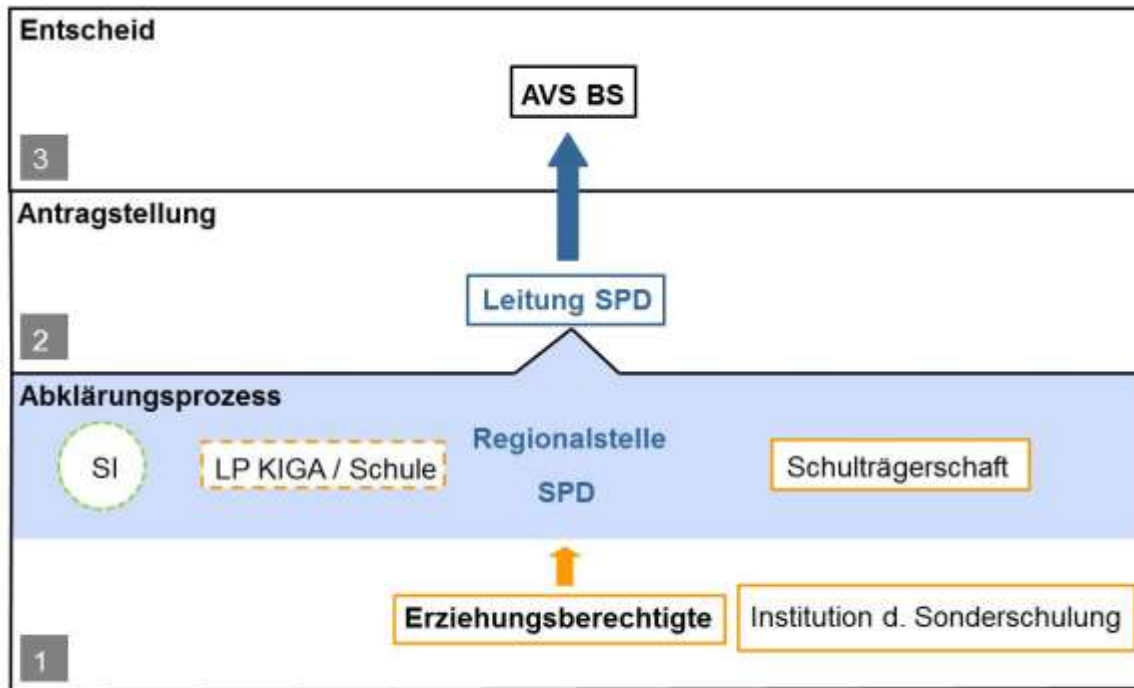 Entscheid
AVS BS
3
Antragstellung
Leitung SPD
2
Abklärungsprozess
SI
LP KIGA / Schule
Regionalstelle
SPD
Schulträgerschaft
Erziehungsberechtigte
Institution d. Sonderschulung
1